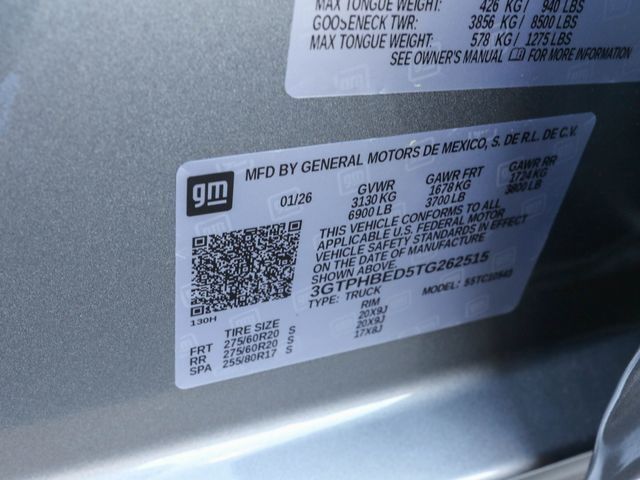 MAX TONGUE WEIGHT: 426 KG/ 940 LBS
GOOSENECK TWR: 3856 KG/ 8500 LBS
MAX TONGUE WEIGHT: 578 KG/ 1275 LBS
SEE OWNER'S MANUAL FOR MORE INFORMATION
gm
MFD BY GENERAL MOTORS DE MEXICO, S. DE R.L. DE C.V.
01/26 GVWR GAWR FRT GAWR RR
3130 KG 1678 KG 1724 KG
6900 LB 3700 LB 3800 LB
THIS VEHICLE CONFORMS TO ALL
APPLICABLE U.S. FEDERAL MOTOR
VEHICLE SAFETY STANDARDS IN EFFECT
ON THE DATE OF MANUFACTURE
SHOWN ABOVE.
3GTPHBED5TG262515
TYPE: TRUCK MODEL:
130H
TIRE SIZE RIM
FRT 275/60R20 S 20X9J
RR 275/60R20 S 20X9J
SPA 255/80R17 S 17X8J